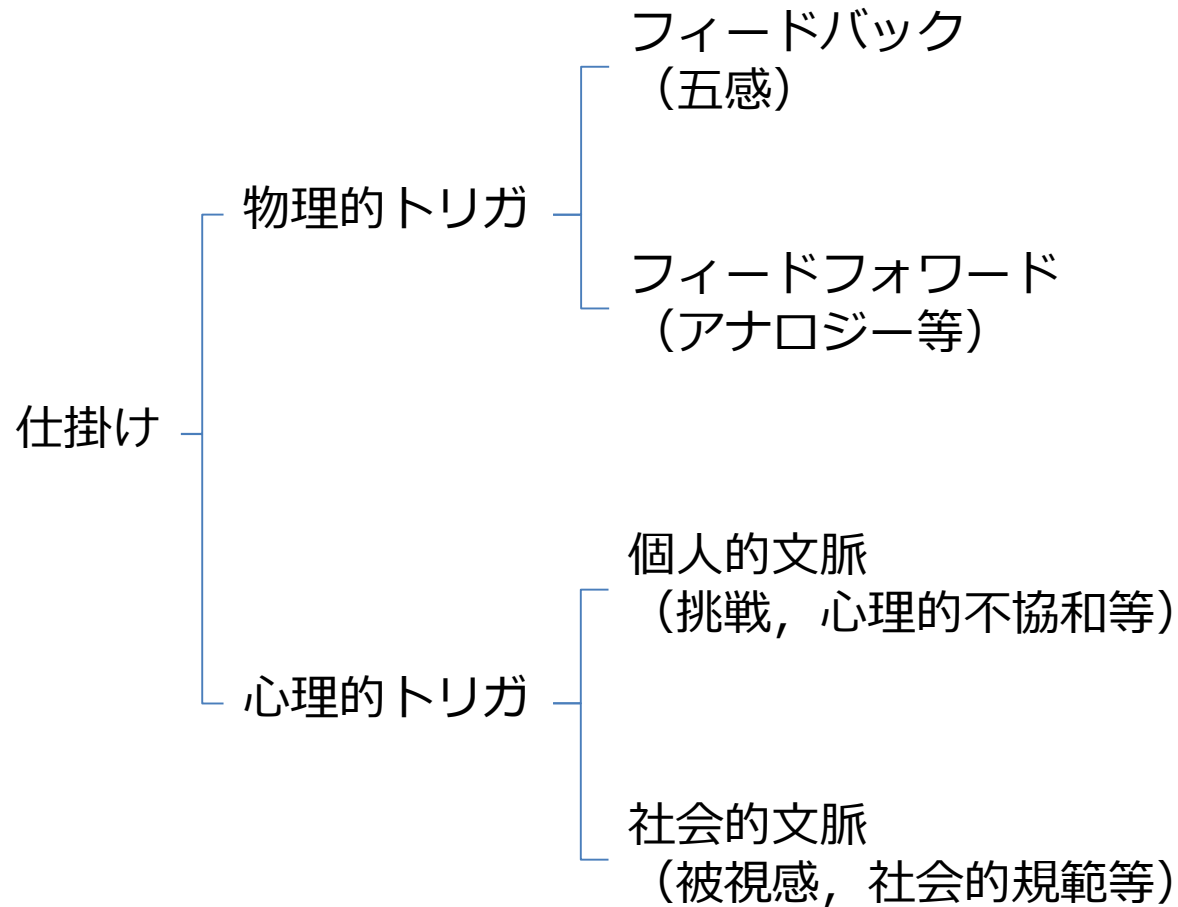 フィードバック
（五感）
物理的トリガ
フィードフォワード
（アナロジー等）
仕掛け
個人的文脈
（挑戦，心理的不協和等）
心理的トリガ
社会的文脈
（被視感，社会的規範等）